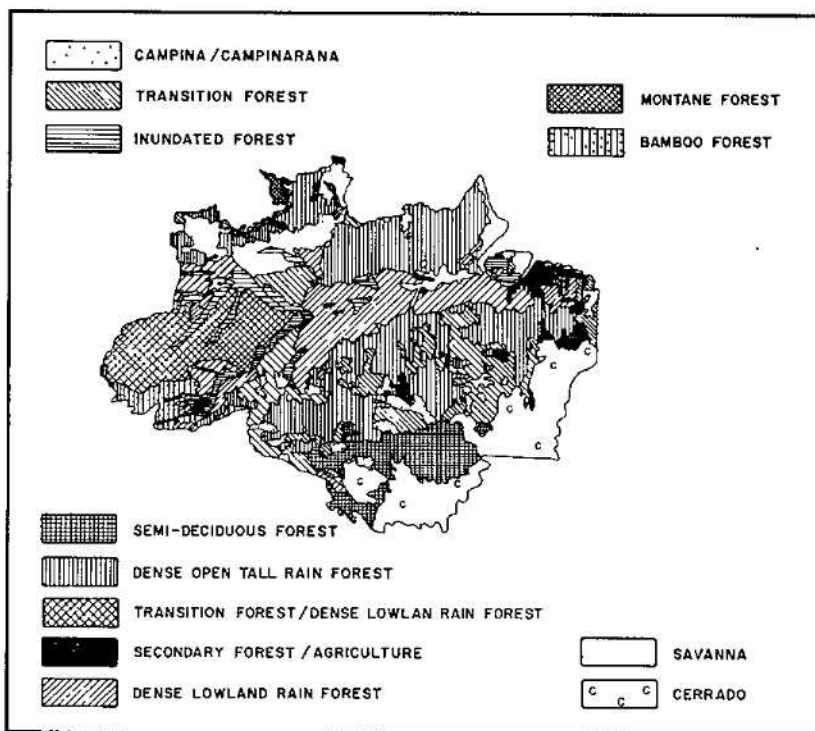 CAMPINA / CAMPINARANA
TRANSITION FOREST
INUNDATED FOREST
MONTANE FOREST
BAMBOO FOREST
C
C
C
C
C
C
C
SEMI-DECIDUOUS FOREST
DENSE OPEN TALL RAIN FOREST
TRANSITION FOREST/DENSE LOWLAN RAIN FOREST
SECONDARY FOREST / AGRICULTURE
DENSE LOWLAND RAIN FOREST
SAVANNA
C C C
CERRADO